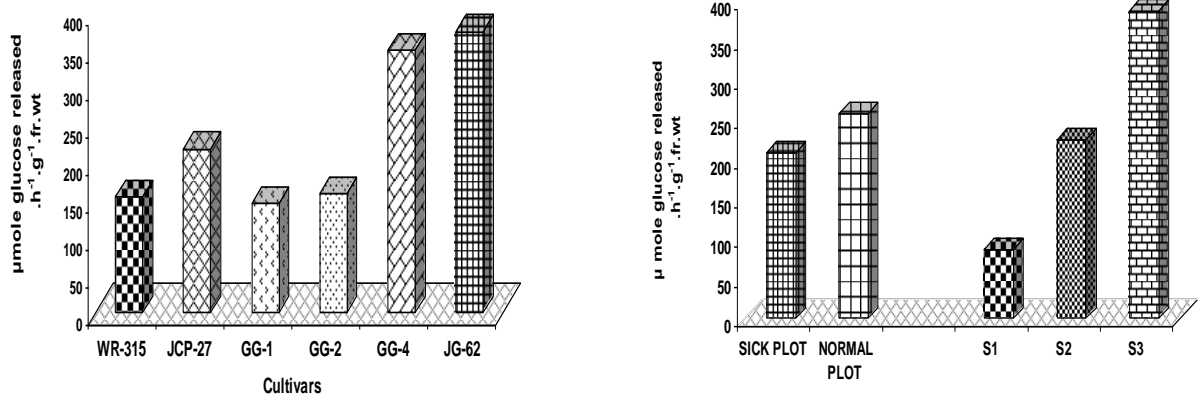 µmole glucose released
.h⁻¹.g⁻¹.fr.wt
400
350
300
250
200
150
100
50
0
WR-315 JCP-27 GG-1 GG-2 GG-4 JG-62
Cultivars
µ mole glucose released
.h⁻¹.g⁻¹.fr.wt
400
350
300
250
200
150
100
50
0
SICK PLOT NORMAL S1 S2 S3
PLOT